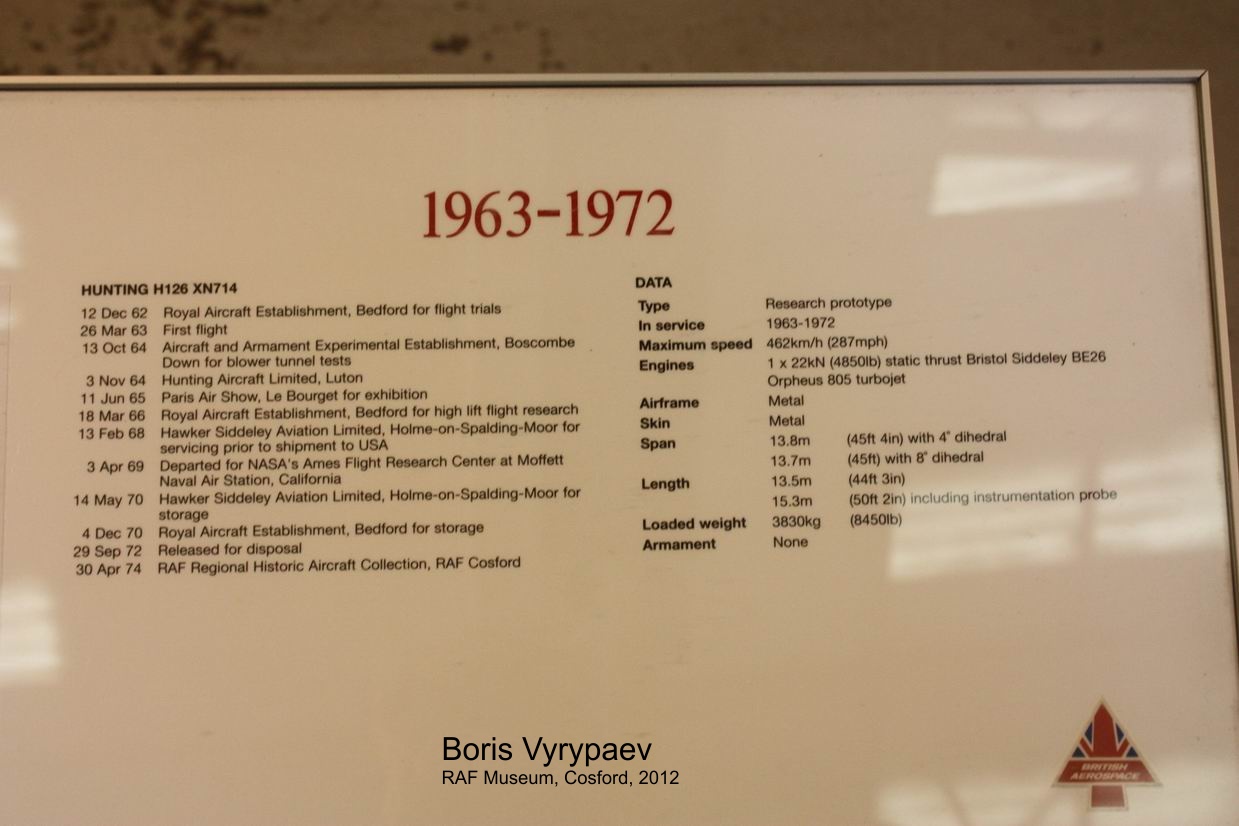 1963-1972
HUNTING H126 XN714
12 Dec 62 Royal Aircraft Establishment, Bedford for flight trials
26 Mar 63 First flight
13 Oct 64 Aircraft and Armament Experimental Establishment, Boscombe
Down for blower tunnel tests
3 Nov 64 Hunting Aircraft Limited, Luton
11 Jun 65 Paris Air Show, Le Bourget for exhibition
18 Mar 66 Royal Aircraft Establishment, Bedford for high lift flight research
13 Feb 68 Hawker Siddeley Aviation Limited, Holme-on-Spalding-Moor for
servicing prior to shipment to USA
3 Apr 69 Departed for NASA's Ames Flight Research Center at Moffett
Naval Air Station, California
14 May 70 Hawker Siddeley Aviation Limited, Holme-on-Spalding-Moor for
storage
4 Dec 70 Royal Aircraft Establishment, Bedford for storage
29 Sep 72 Released for disposal
30 Apr 74 RAF Regional Historic Aircraft Collection, RAF Cosford
DATA
Type Research prototype
In service 1963-1972
Maximum speed 462km/h (287mph)
Engines 1 x 22kN (4850lb) static thrust Bristol Siddeley BE26
Orpheus 805 turbojet
Airframe Metal
Skin Metal
Span 13.8m (45ft 4in) with 4° dihedral
13.7m (45ft) with 8° dihedral
Length 13.5m (44ft 3in)
15.3m (50ft 2in) including instrumentation probe
Loaded weight 3830kg (8450lb)
Armament None
BRITISH
AEROSPACE
Boris Vyrypaev
RAF Museum, Cosford, 2012